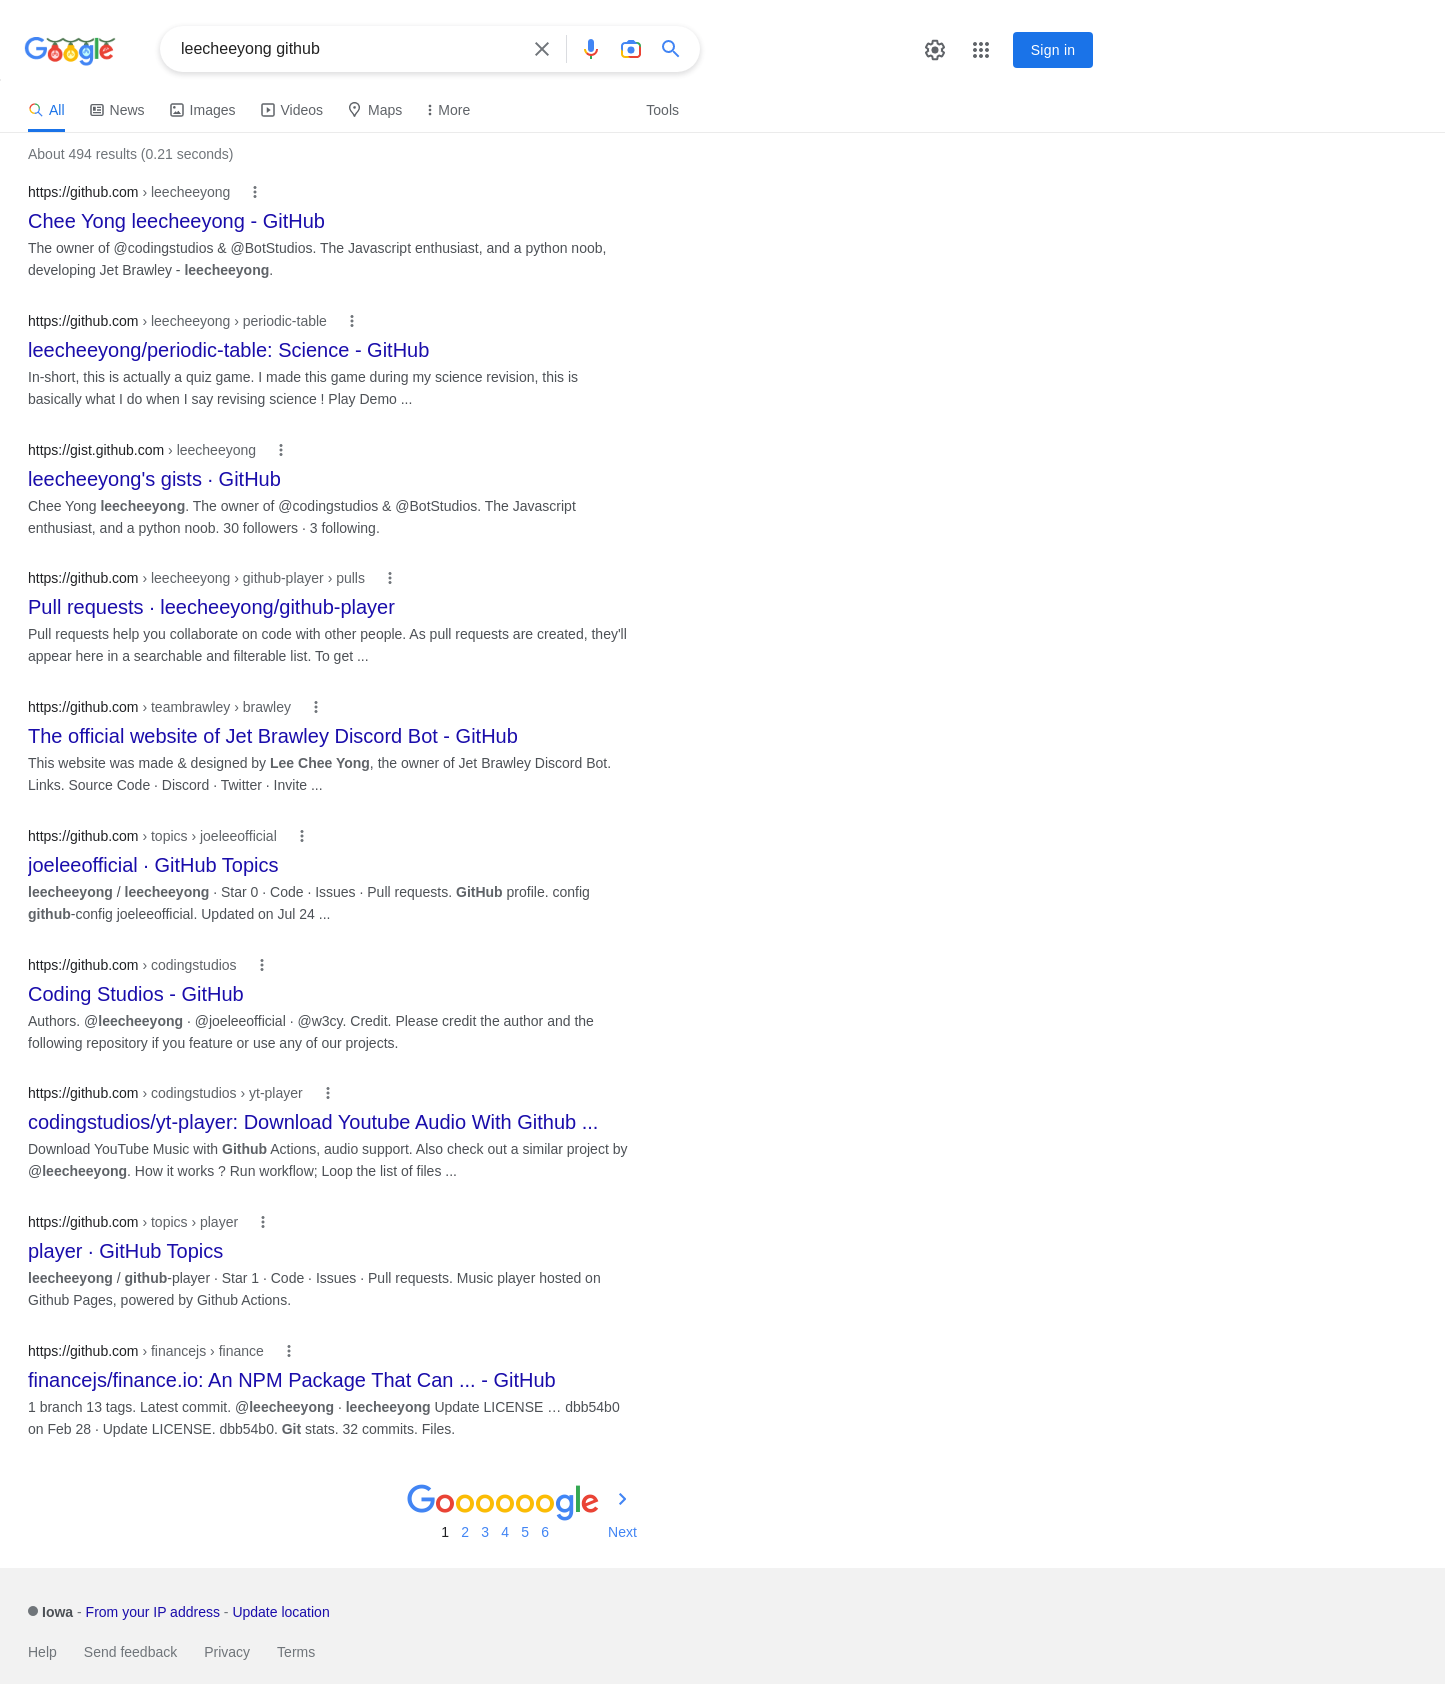 Google
leecheeyong github
Sign in
All News Images Videos Maps More Tools
About 494 results (0.21 seconds)
https://github.com › leecheeyong
Chee Yong leecheeyong - GitHub
The owner of @codingstudios & @BotStudios. The Javascript enthusiast, and a python noob,
developing Jet Brawley - leecheeyong.
https://github.com › leecheeyong › periodic-table
leecheeyong/periodic-table: Science - GitHub
In-short, this is actually a quiz game. I made this game during my science revision, this is
basically what I do when I say revising science ! Play Demo ...
https://gist.github.com › leecheeyong
leecheeyong's gists · GitHub
Chee Yong leecheeyong. The owner of @codingstudios & @BotStudios. The Javascript
enthusiast, and a python noob. 30 followers · 3 following.
https://github.com › leecheeyong › github-player › pulls
Pull requests · leecheeyong/github-player
Pull requests help you collaborate on code with other people. As pull requests are created, they'll
appear here in a searchable and filterable list. To get ...
https://github.com › teambrawley › brawley
The official website of Jet Brawley Discord Bot - GitHub
This website was made & designed by Lee Chee Yong, the owner of Jet Brawley Discord Bot.
Links. Source Code · Discord · Twitter · Invite ...
https://github.com › topics › joeleeofficial
joeleeofficial · GitHub Topics
leecheeyong / leecheeyong · Star 0 · Code · Issues · Pull requests. GitHub profile. config
github-config joeleeofficial. Updated on Jul 24 ...
https://github.com › codingstudios
Coding Studios - GitHub
Authors. @leecheeyong · @joeleeofficial · @w3cy. Credit. Please credit the author and the
following repository if you feature or use any of our projects.
https://github.com › codingstudios › yt-player
codingstudios/yt-player: Download Youtube Audio With Github ...
Download YouTube Music with Github Actions, audio support. Also check out a similar project by
@leecheeyong. How it works ? Run workflow; Loop the list of files ...
https://github.com › topics › player
player · GitHub Topics
leecheeyong / github-player · Star 1 · Code · Issues · Pull requests. Music player hosted on
Github Pages, powered by Github Actions.
https://github.com › financejs › finance
financejs/finance.io: An NPM Package That Can ... - GitHub
1 branch 13 tags. Latest commit. @leecheeyong · leecheeyong Update LICENSE … dbb54b0
on Feb 28 · Update LICENSE. dbb54b0. Git stats. 32 commits. Files.
Goooooogle
1 2 3 4 5 6 Next
Iowa - From your IP address - Update location
Help Send feedback Privacy Terms